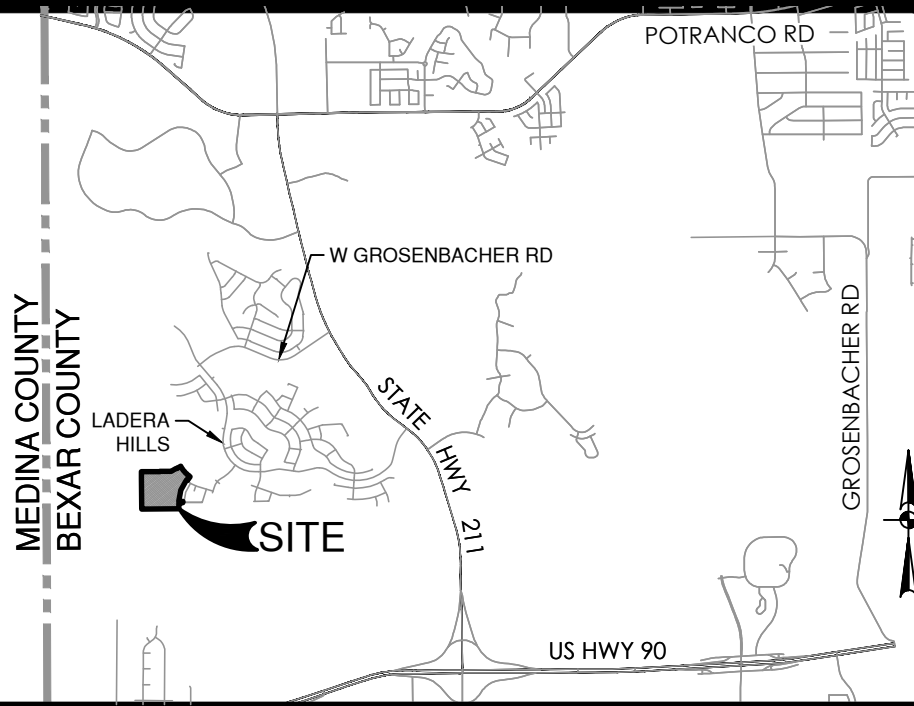 POTRANCO RD
W GROSENBACHER RD
MEDINA COUNTY
BEXAR COUNTY
GROSENBACHER RD
STATE
HWY
211
LADERA
HILLS
SITE
US HWY 90